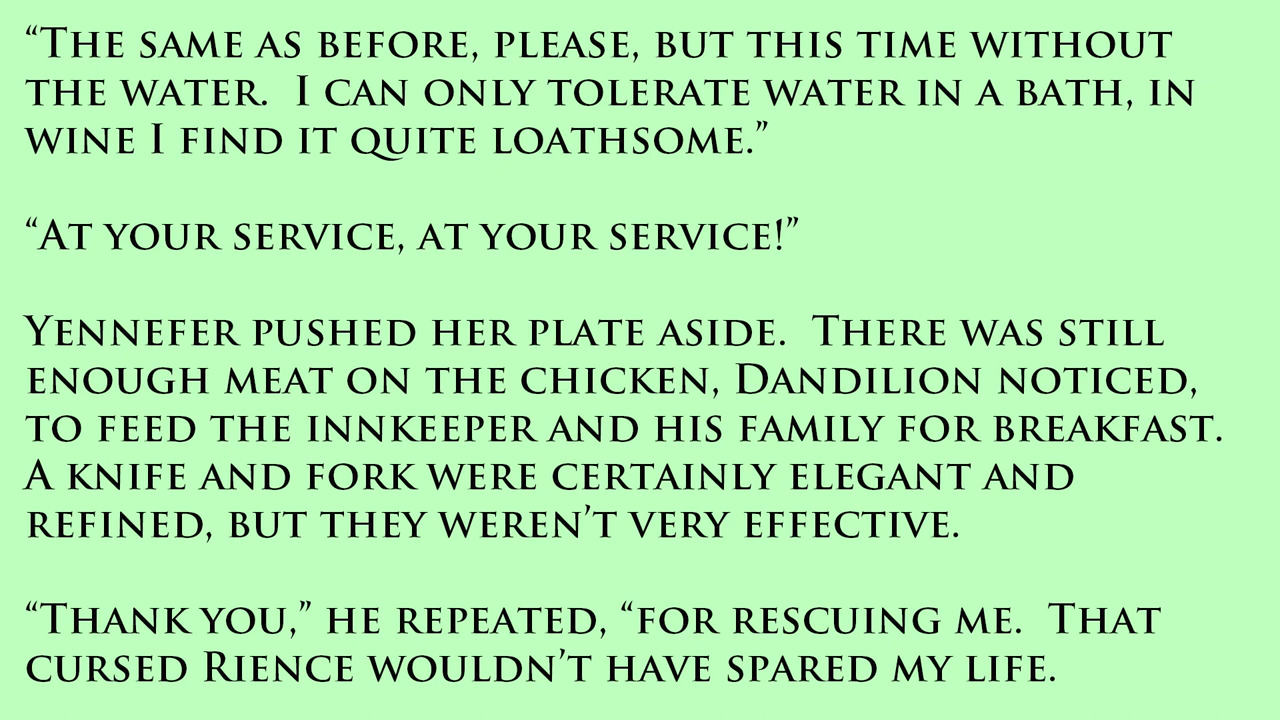 “The same as before, please, but this time without
the water.  I can only tolerate water in a bath, in
wine I find it quite loathsome.”
“At your service, at your service!”
Yennefer pushed her plate aside.  There was still
enough meat on the chicken, Dandilion noticed,
to feed the innkeeper and his family for breakfast.
A knife and fork were certainly elegant and
refined, but they weren’t very effective.
“Thank you,” he repeated, “for rescuing me.  That
cursed Rience wouldn’t have spared my life.